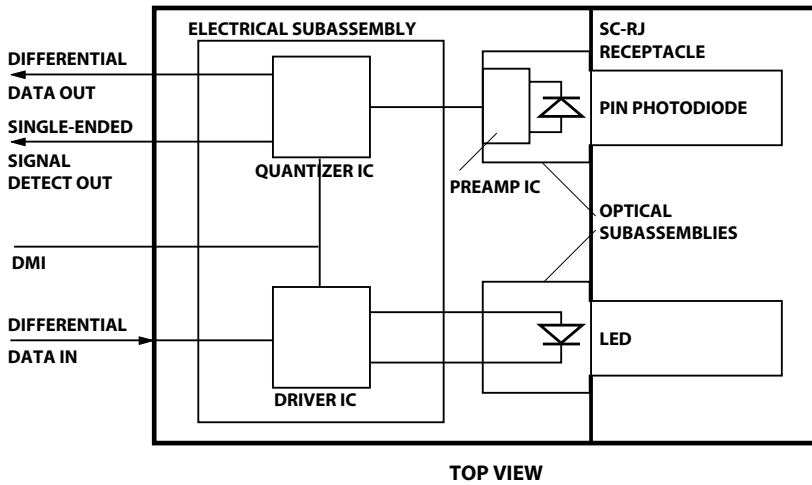 ELECTRICAL SUBASSEMBLY
SC-RJ
RECEPTACLE
DIFFERENTIAL
DATA OUT
SINGLE-ENDED
SIGNAL
DETECT OUT
QUANTIZER IC
PREAMP IC
PIN PHOTODIODE
OPTICAL
SUBASSEMBLIES
DMI
DIFFERENTIAL
DATA IN
DRIVER IC
LED
TOP VIEW